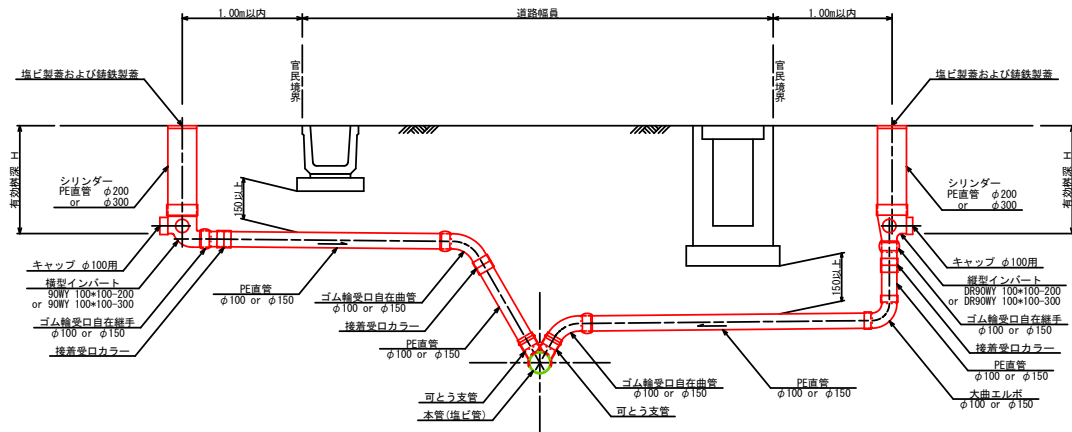 1.00m以内
道路幅員
1.00m以内
官民境界
官民境界
塩ビ製蓋および鋳鉄製蓋
塩ビ製蓋および鋳鉄製蓋
有効桝深 H
有効桝深 H
シリンダー
PE直管 φ200
or φ300
シリンダー
PE直管 φ200
or φ300
150以上
150以上
キャップ φ100用
横型インバート
90WY 100*100-200
or 90WY 100*100-300
ゴム輪受口自在継手
φ100 or φ150
接着受口カラー
PE直管
φ100 or φ150
ゴム輪受口自在曲管
φ100 or φ150
接着受口カラー
PE直管
φ100 or φ150
可とう支管
本管(塩ビ管)
可とう支管
ゴム輪受口自在曲管
φ100 or φ150
PE直管
φ100 or φ150
キャップ φ100用
縦型インバート
DR90WY 100*100-200
or DR90WY 100*100-300
ゴム輪受口自在継手
φ100 or φ150
接着受口カラー
PE直管
φ100 or φ150
大曲エルボ
φ100 or φ150